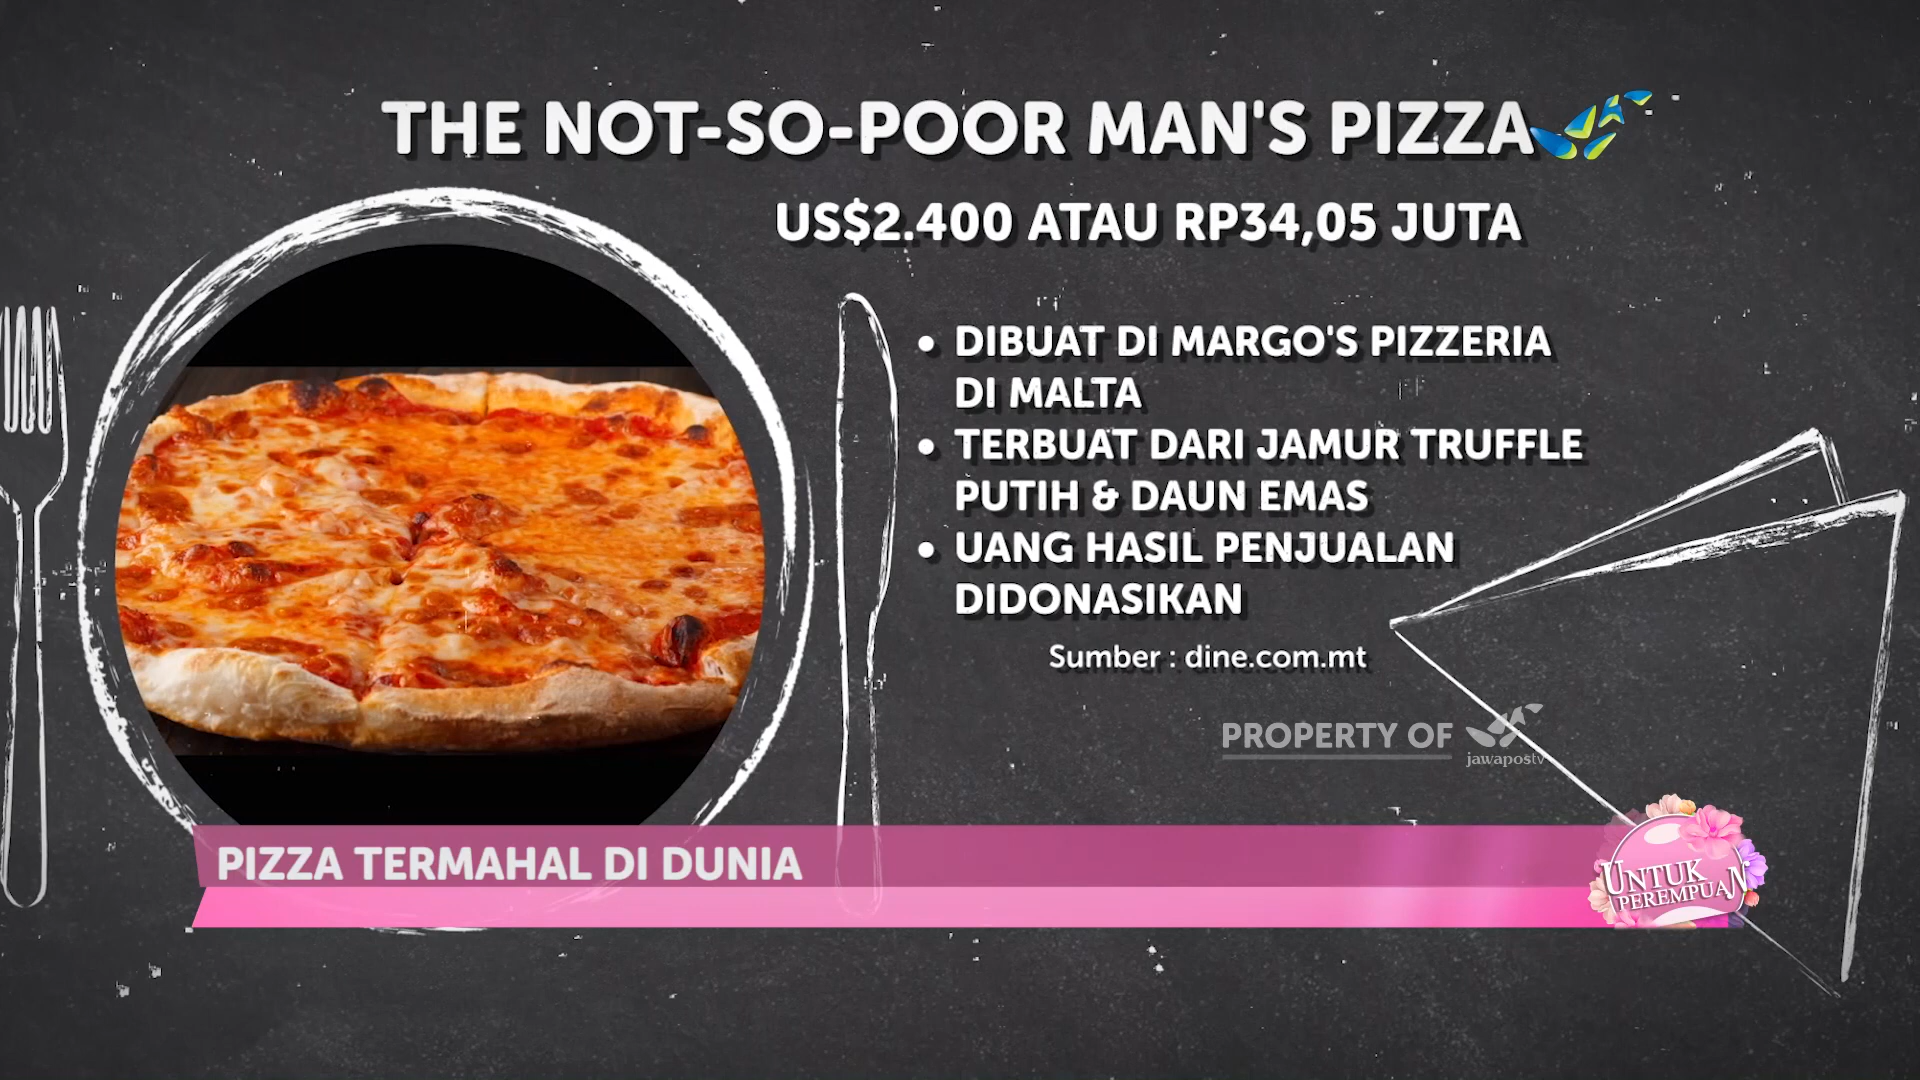 THE NOT-SO-POOR MAN'S PIZZA
US$2.400 ATAU RP34,05 JUTA
• DIBUAT DI MARGO'S PIZZERIA
DI MALTA
• TERBUAT DARI JAMUR TRUFFLE
PUTIH & DAUN EMAS
• UANG HASIL PENJUALAN
DIDONASIKAN
Sumber : dine.com.mt
PROPERTY OF
jawapostv
PIZZA TERMAHAL DI DUNIA
UNTUK
PEREMPUAN